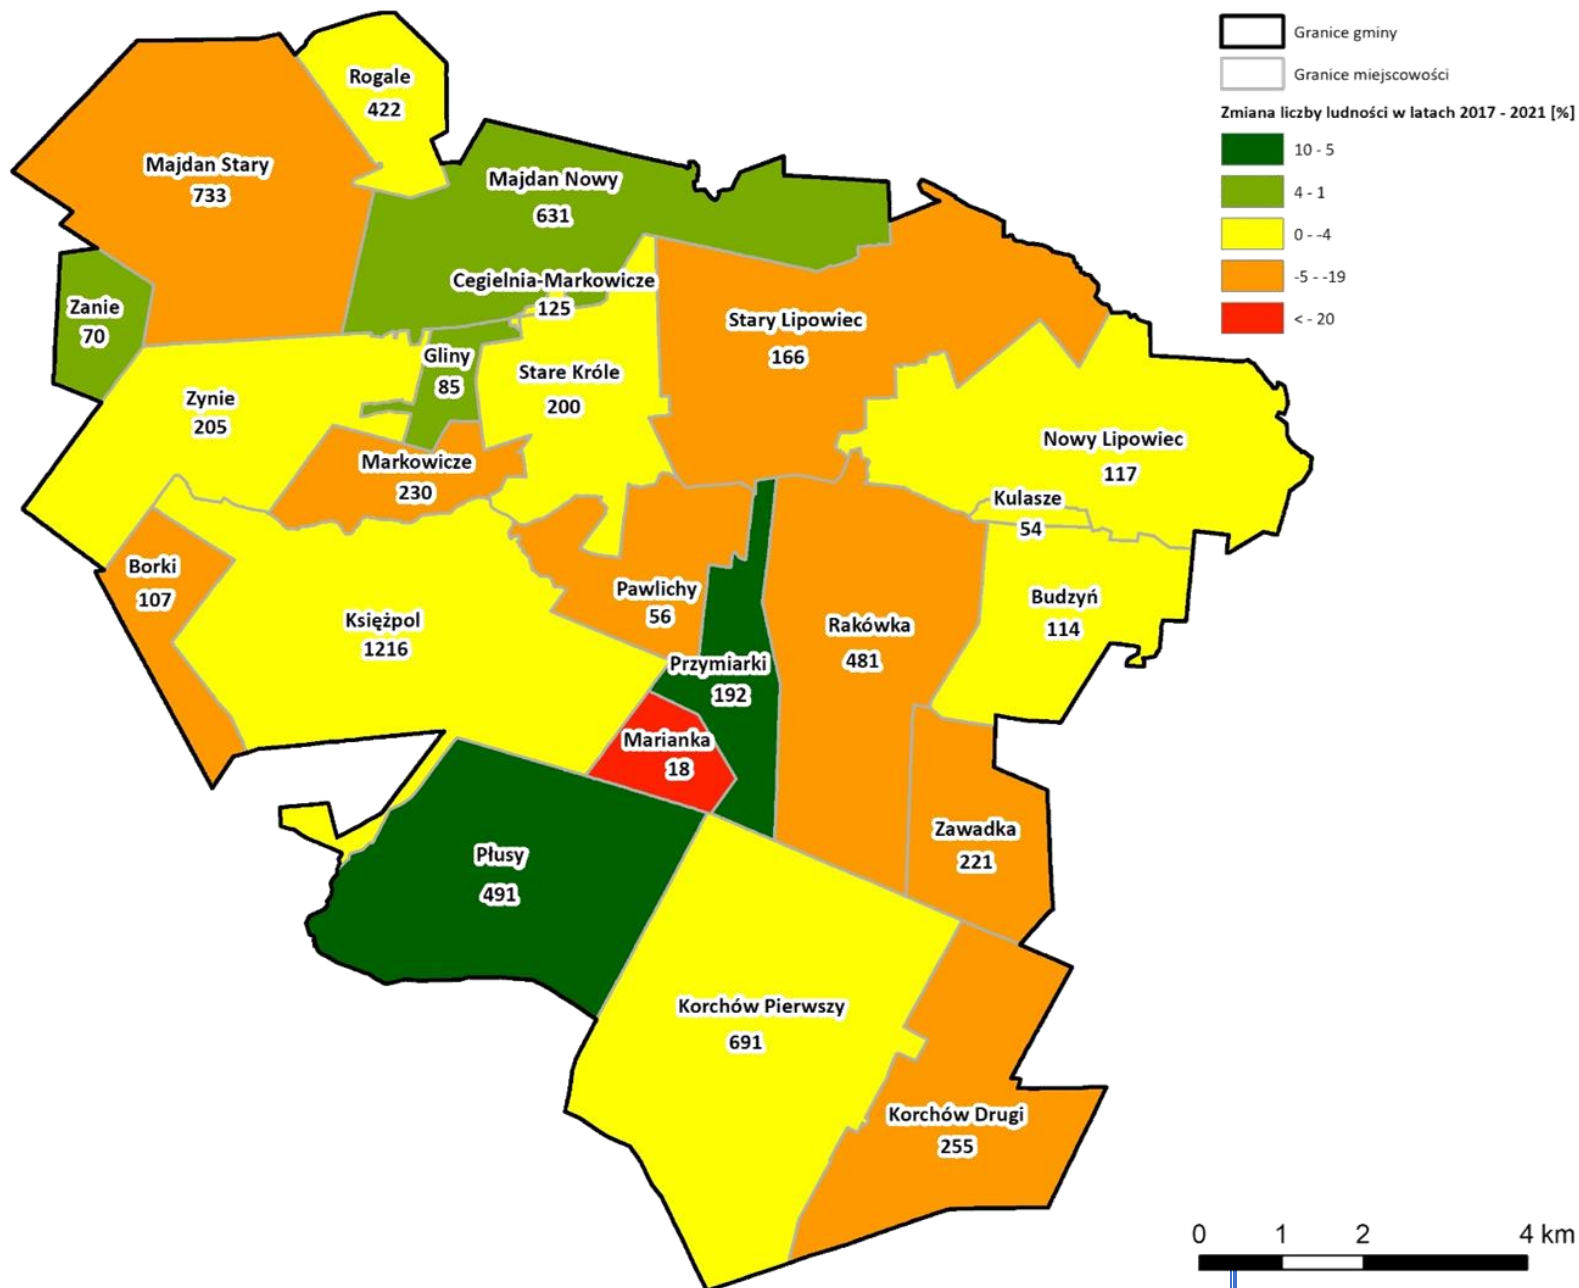 Granice gminy
Granice miejscowości
Zmiana liczby ludności w latach 2017 - 2021 [%]
10 - 5
4 - 1
0 - -4
-5 - -19
< - 20
Rogale
422
Majdan Stary
733
Majdan Nowy
631
Cegielnia-Markowicze
125
Zanie
70
Stary Lipowiec
166
Gliny
85
Stare Króle
200
Zynie
205
Nowy Lipowiec
117
Markowicze
230
Kulasze
54
Borki
107
Pawlichy
56
Budzyń
114
Księżpol
1216
Rakówka
481
Przymiarki
192
Marianka
18
Zawadka
221
Płusy
491
Korchów Pierwszy
691
Korchów Drugi
255
0 1 2 4 km